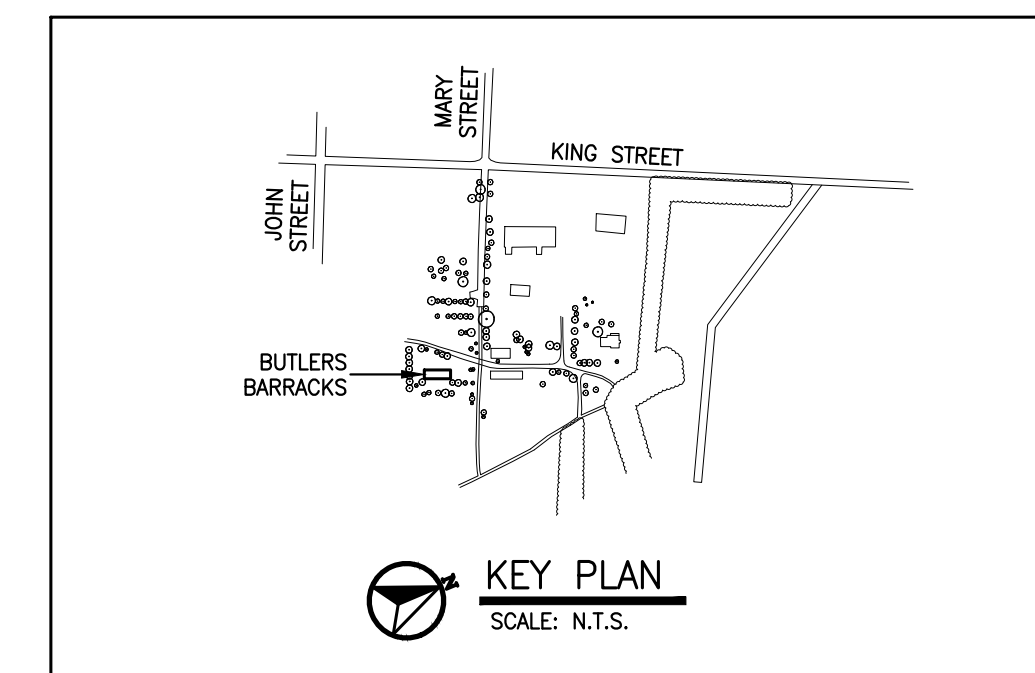 MARY
STREET
KING STREET
JOHN
STREET
BUTLERS
BARRACKS
N
KEY PLAN
SCALE: N.T.S.